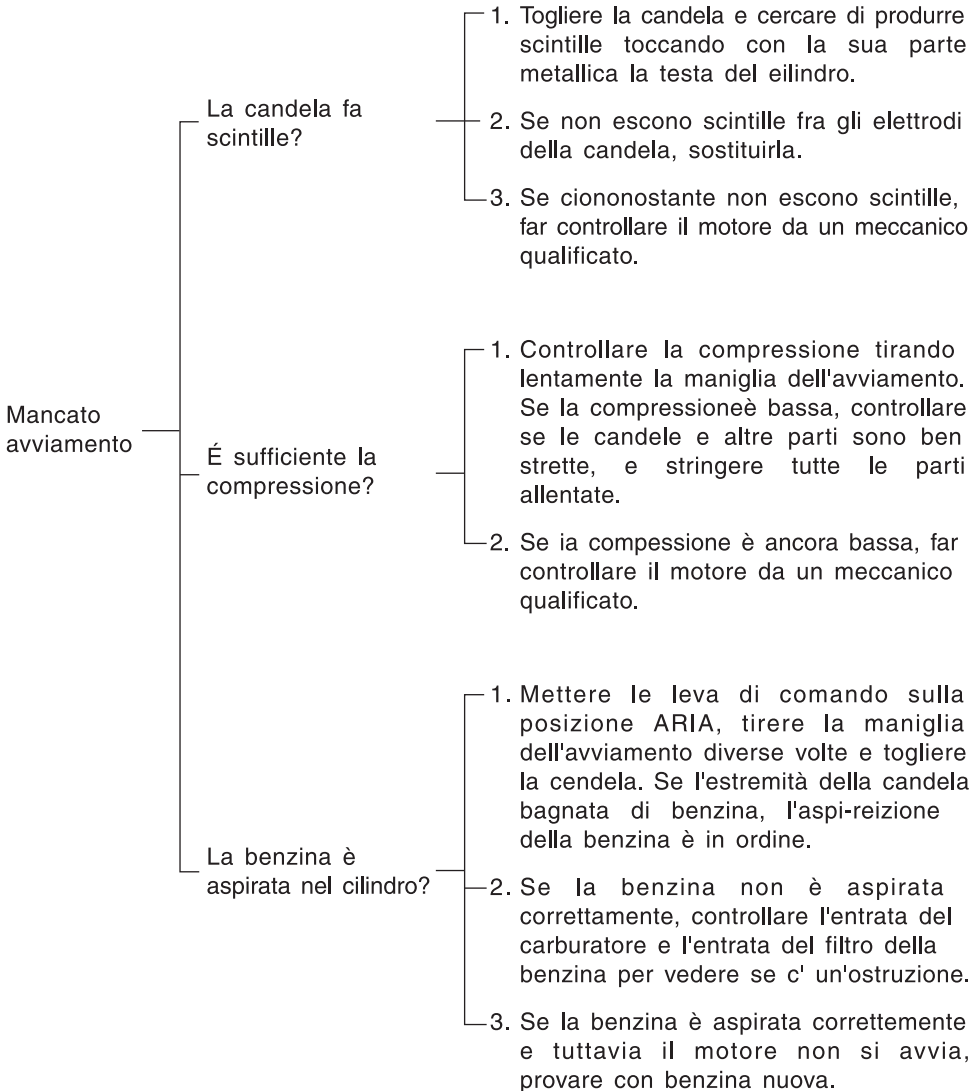 Mancato
avviamento
La candela fa
scintille?
1. Togliere la candela e cercare di produrre
scintille toccando con la sua parte
metallica la testa del eilindro.
2. Se non escono scintille fra gli elettrodi
della candela, sostituirla.
3. Se ciononostante non escono scintille,
far controllare il motore da un meccanico
qualificato.
É sufficiente la
compressione?
1. Controllare la compressione tirando
lentamente la maniglia dell'avviamento.
Se la compressioneè bassa, controllare
se le candele e altre parti sono ben
strette, e stringere tutte le parti
allentate.
2. Se ia compessione è ancora bassa, far
controllare il motore da un meccanico
qualificato.
La benzina è
aspirata nel cilindro?
1. Mettere le leva di comando sulla
posizione ARIA, tirere la maniglia
dell'avviamento diverse volte e togliere
la cendela. Se l'estremità della candela
bagnata di benzina, l'aspi-reizione
della benzina è in ordine.
2. Se la benzina non è aspirata
correttamente, controllare l'entrata del
carburatore e l'entrata del filtro della
benzina per vedere se c' un'ostruzione.
3. Se la benzina è aspirata correttemente
e tuttavia il motore non si avvia,
provare con benzina nuova.